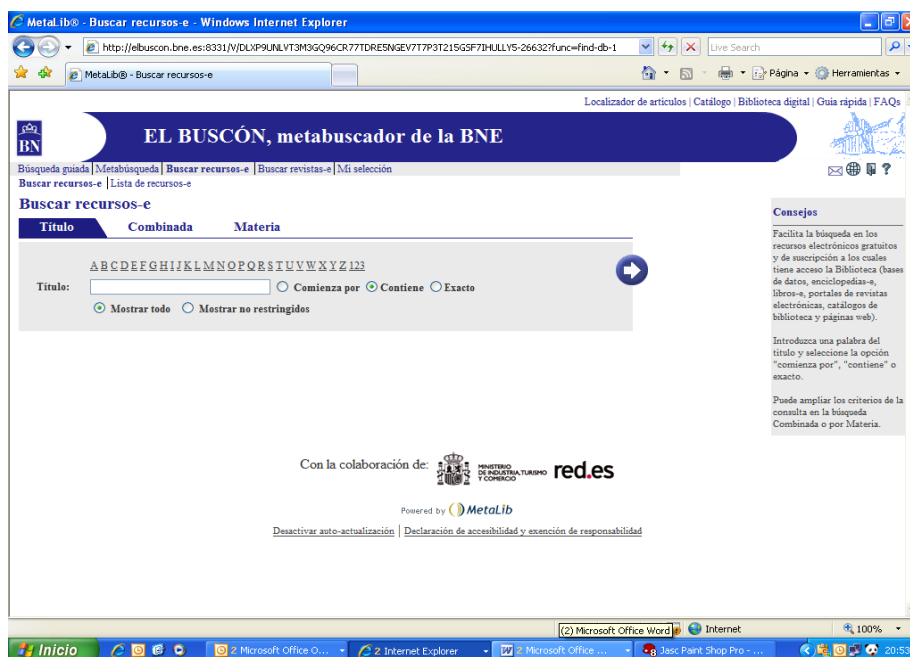 MetaLib® - Buscar recursos-e - Windows Internet Explorer
http://elbuscon.bne.es:8331/V/DLXP9UNLVT3M3GQ96CR77TDRE5NGEV7T7P3T215G5F7IHULLY5-26632?func=find-db-1
Live Search
MetaLib® - Buscar recursos-e
Página
Herramientas
Localizador de artículos | Catálogo | Biblioteca digital | Guía rápida | FAQs
BN
EL BUSCÓN, metabuscador de la BNE
Búsqueda guiada | Metabúsqueda | Buscar recursos-e | Buscar revistas-e | Mi selección
Buscar recursos-e | Lista de recursos-e
Buscar recursos-e
Título Combinada Materia
A B C D E F G H I J K L M N O P Q R S T U V W X Y Z 123
Título: Comienza por Contiene Exacto
Mostrar todo Mostrar no restringidos
Consejos
Facilita la búsqueda en los
recursos electrónicos gratuitos
y de suscripción a los cuales
tiene acceso la Biblioteca (bases
de datos, enciclopedias-e,
libros-e, portales de revistas
electrónicas, catálogos de
biblioteca y páginas web).
Introduzca una palabra del
título y seleccione la opción
"comienza por", "contiene" o
exacto.
Puede ampliar los criterios de la
consulta en la búsqueda
Combinada o por Materia.
Con la colaboración de:
MINISTERIO
DE INDUSTRIA, TURISMO
Y COMERCIO
red.es
Powered by MetaLib
Desactivar auto-actualización | Declaración de accesibilidad y exención de responsabilidad
(2) Microsoft Office Word
Internet
100%
Inicio
2 Microsoft Office O...
2 Internet Explorer
2 Microsoft Office ...
Jasc Paint Shop Pro - ...
20:53